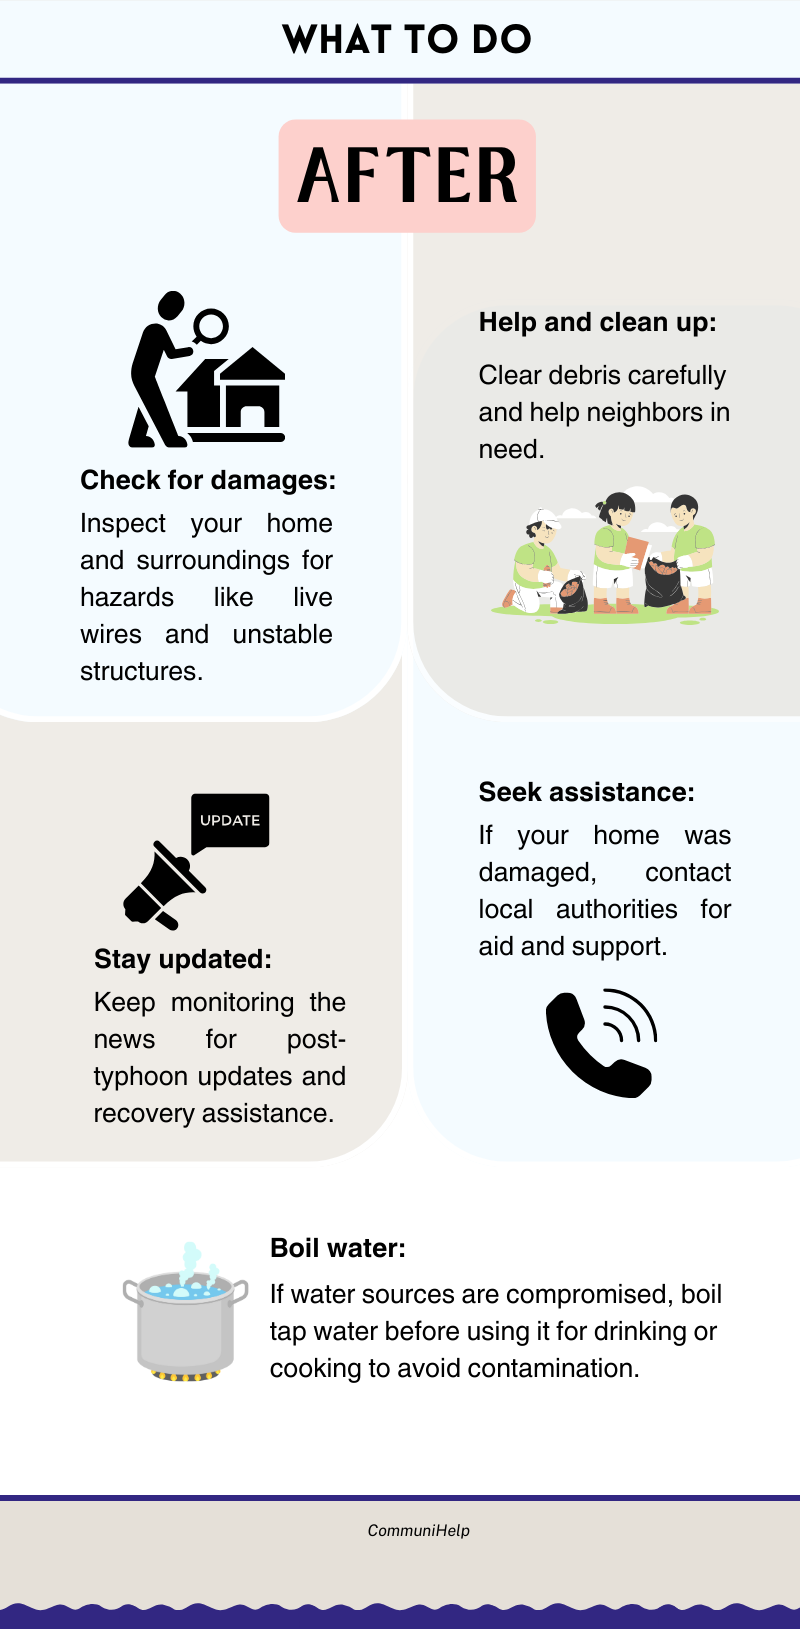 WHAT TO DO
AFTER
Check for damages:
Inspect your home
and surroundings for
hazards like live
wires and unstable
structures.
Help and clean up:
Clear debris carefully
and help neighbors in
need.
UPDATE
Stay updated:
Keep monitoring the
news for post-
typhoon updates and
recovery assistance.
Seek assistance:
If your home was
damaged, contact
local authorities for
aid and support.
Boil water:
If water sources are compromised, boil
tap water before using it for drinking or
cooking to avoid contamination.
CommuniHelp